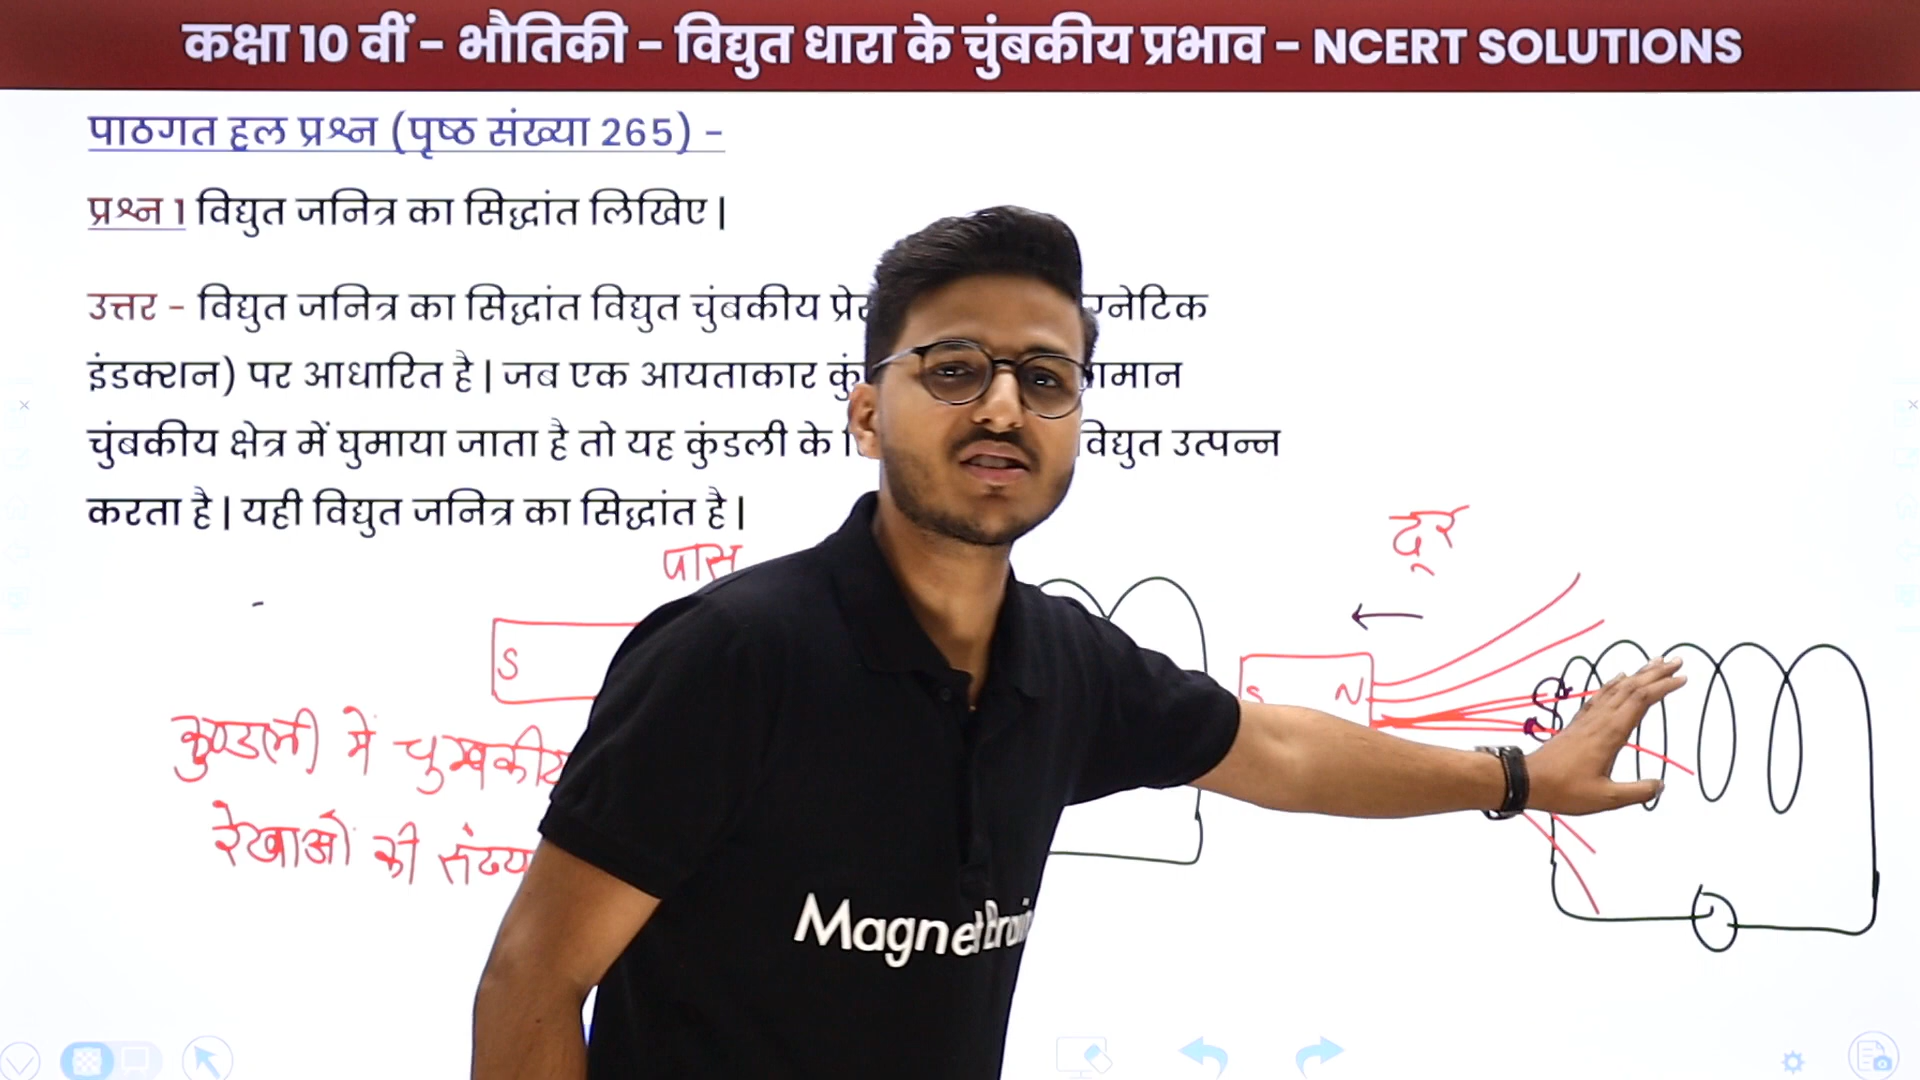 कक्षा 10 वीं - भौतिकी - विद्युत धारा के चुंबकीय प्रभाव - NCERT SOLUTIONS
पाठगत हल प्रश्न (पृष्ठ संख्या 265) -
प्रश्न 1 विद्युत जनित्र का सिद्धांत लिखिए |
उत्तर - विद्युत जनित्र का सिद्धांत विद्युत चुंबकीय
इंडक्शन) पर आधारित है | जब एक आयताकार
चुंबकीय क्षेत्र में घुमाया जाता है तो यह कुंडली के विद्युत उत्पन्न
करता है | यही विद्युत जनित्र का सिद्धांत है |
पास
दूर
S
S N
S
कुण्डली में चुम्बकीय
रेखाओं की
Magnet Brain